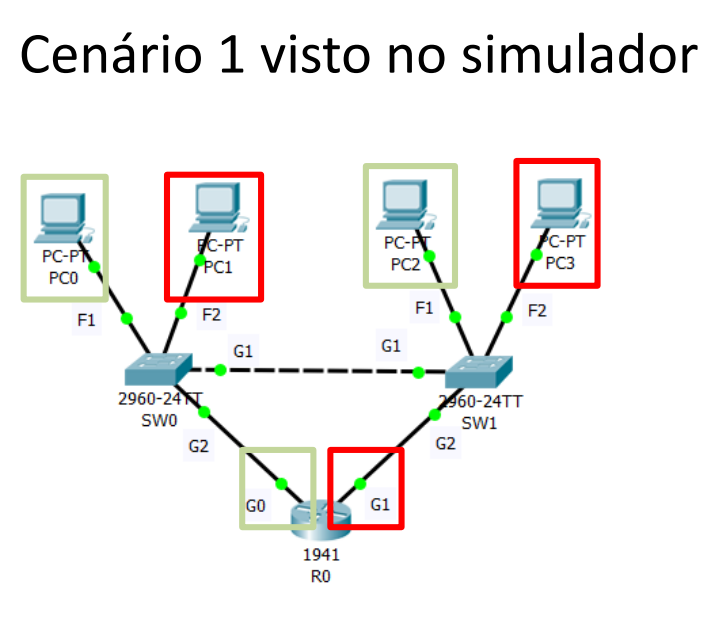 Cenário 1 visto no simulador
PC-PT
PC0
PC-PT
PC1
PC-PT
PC2
PC-PT
PC3
F1
F2
F1
F2
G1
G1
2960-24TT
SW0
2960-24TT
SW1
G2
G2
G0
G1
1941
R0